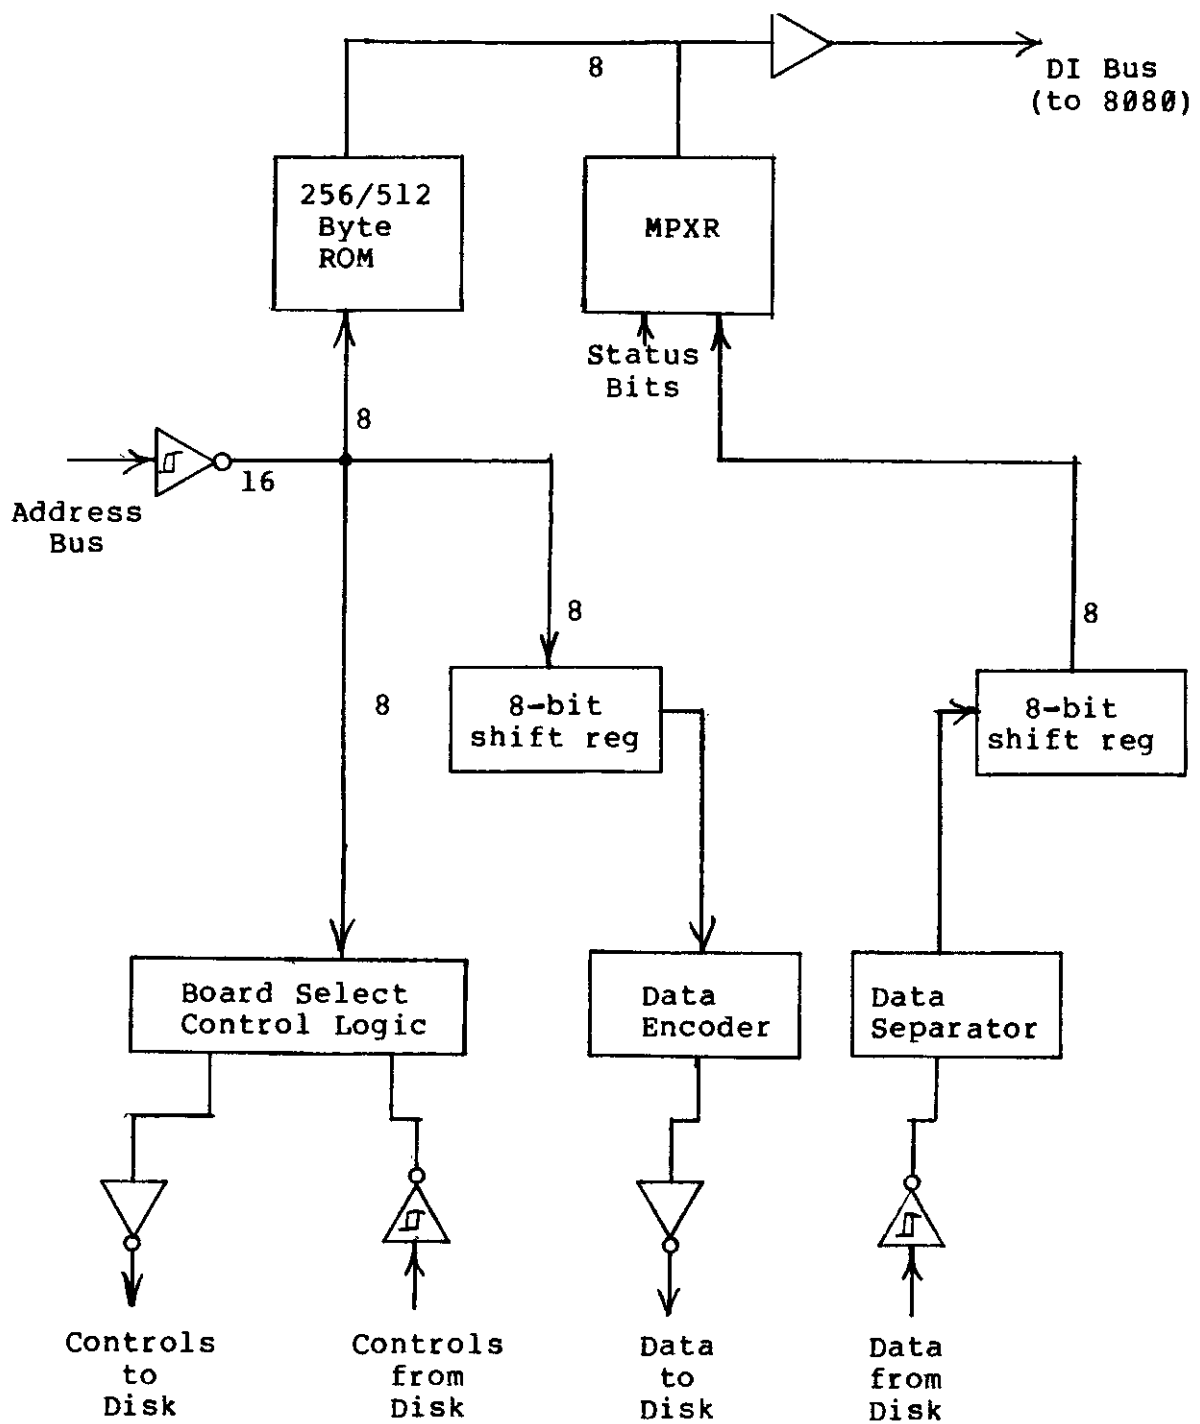 8
DI Bus
(to 8080)
256/512
Byte
ROM
MPXR
Status
Bits
8
16
Address
Bus
8
8
8
8-bit
shift reg
8-bit
shift reg
Board Select
Control Logic
Data
Encoder
Data
Separator
Controls
to
Disk
Controls
from
Disk
Data
to
Disk
Data
from
Disk